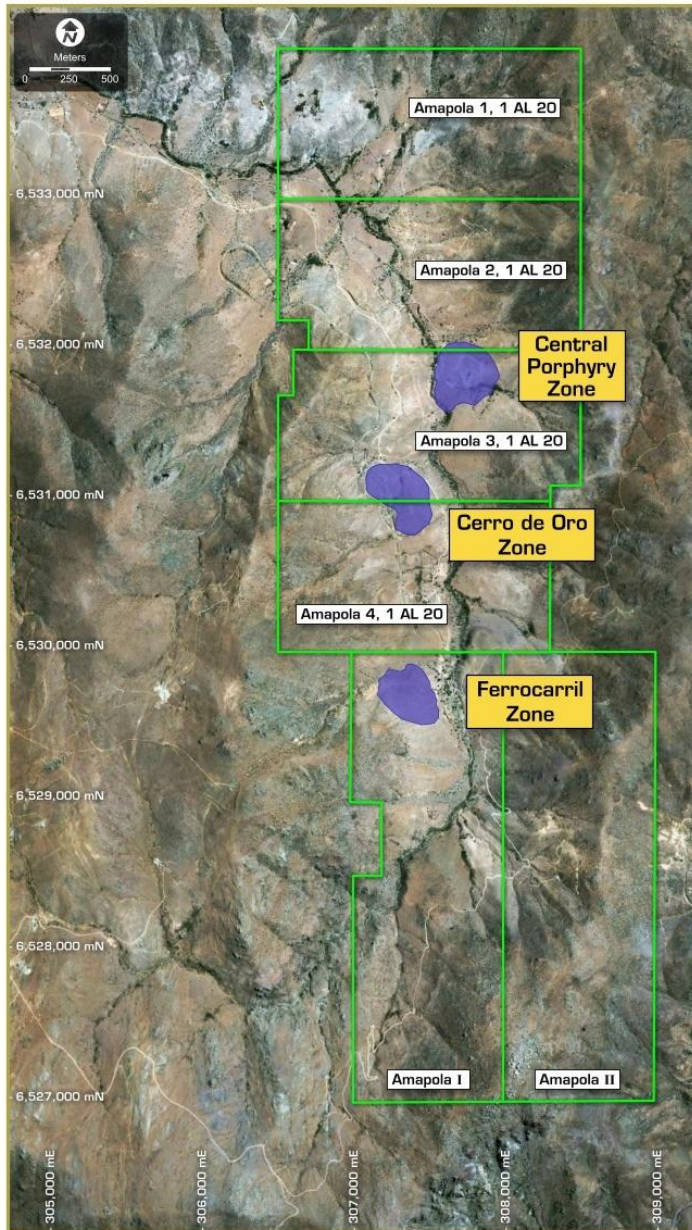 N
Meters
0 250 500
Amapola 1, 1 AL 20
6,533,000 mN
Amapola 2, 1 AL 20
6,532,000 mN
Central
Porphyry
Zone
Amapola 3, 1 AL 20
6,531,000 mN
Cerro de Oro
Zone
Amapola 4, 1 AL 20
6,530,000 mN
Ferrocarril
Zone
6,529,000 mN
6,528,000 mN
Amapola I
Amapola II
6,527,000 mN
305,000 mE
306,000 mE
307,000 mE
308,000 mE
309,000 mE